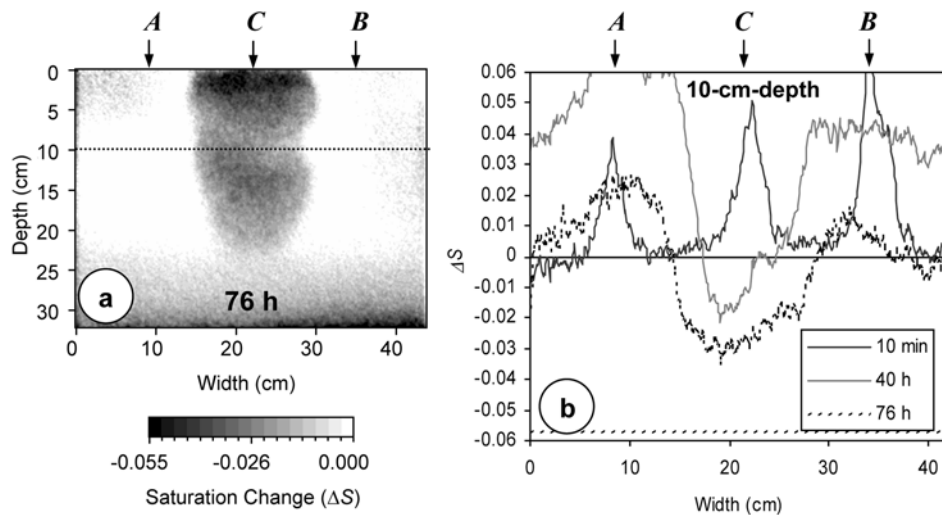 A C B
0
5
10
15
20
25
30
Depth (cm)
a
76 h
0 10 20 30 40
Width (cm)
-0.055 -0.026 0.000
Saturation Change (ΔS)
A C B
0.06
0.05
0.04
0.03
0.02
0.01
0
-0.01
-0.02
-0.03
-0.04
-0.05
-0.06
ΔS
10-cm-depth
b
10 min
40 h
76 h
0 10 20 30 40
Width (cm)